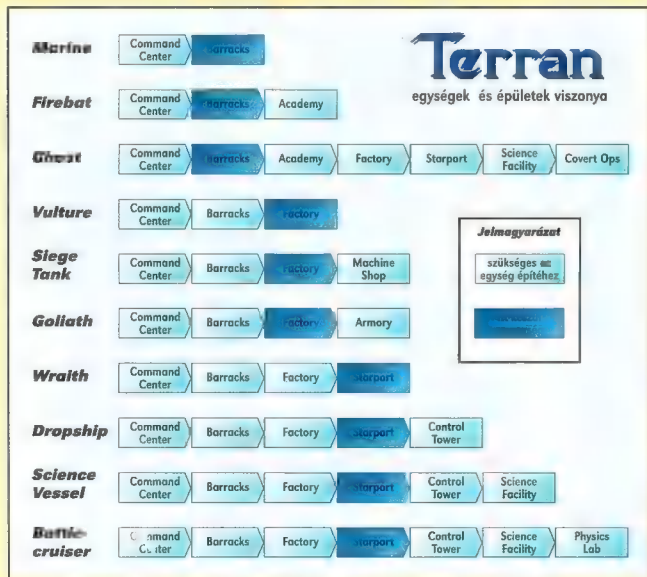 Terran
egységek és épületek viszonya
Marine
Command
Center
Barracks
Firebat
Command
Center
Barracks
Academy
Ghost
Command
Center
Barracks
Academy
Factory
Starport
Science
Facility
Covert Ops
Vulture
Command
Center
Barracks
Factory
Siege
Tank
Command
Center
Barracks
Factory
Machine
Shop
Goliath
Command
Center
Barracks
Factory
Armory
Wraith
Command
Center
Barracks
Factory
Starport
Dropship
Command
Center
Barracks
Factory
Starport
Control
Tower
Science
Vessel
Command
Center
Barracks
Factory
Starport
Control
Tower
Science
Facility
Battle-
cruiser
Command
Center
Barracks
Factory
Starport
Control
Tower
Science
Facility
Physics
Lab
Jelmagyarázat
szükséges az
egység építéhez